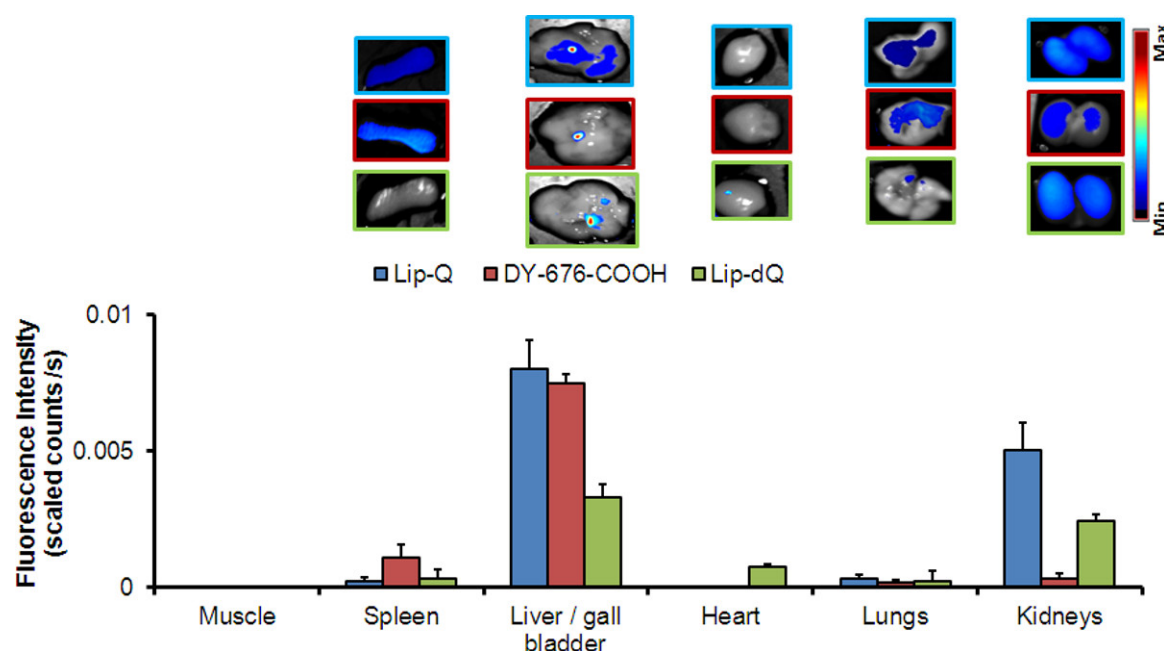 Max
Min
Lip-Q DY-676-COOH Lip-dQ
Fluorescence Intensity
(scaled counts /s)
0.01
0.005
0
Muscle Spleen Liver / gall bladder Heart Lungs Kidneys